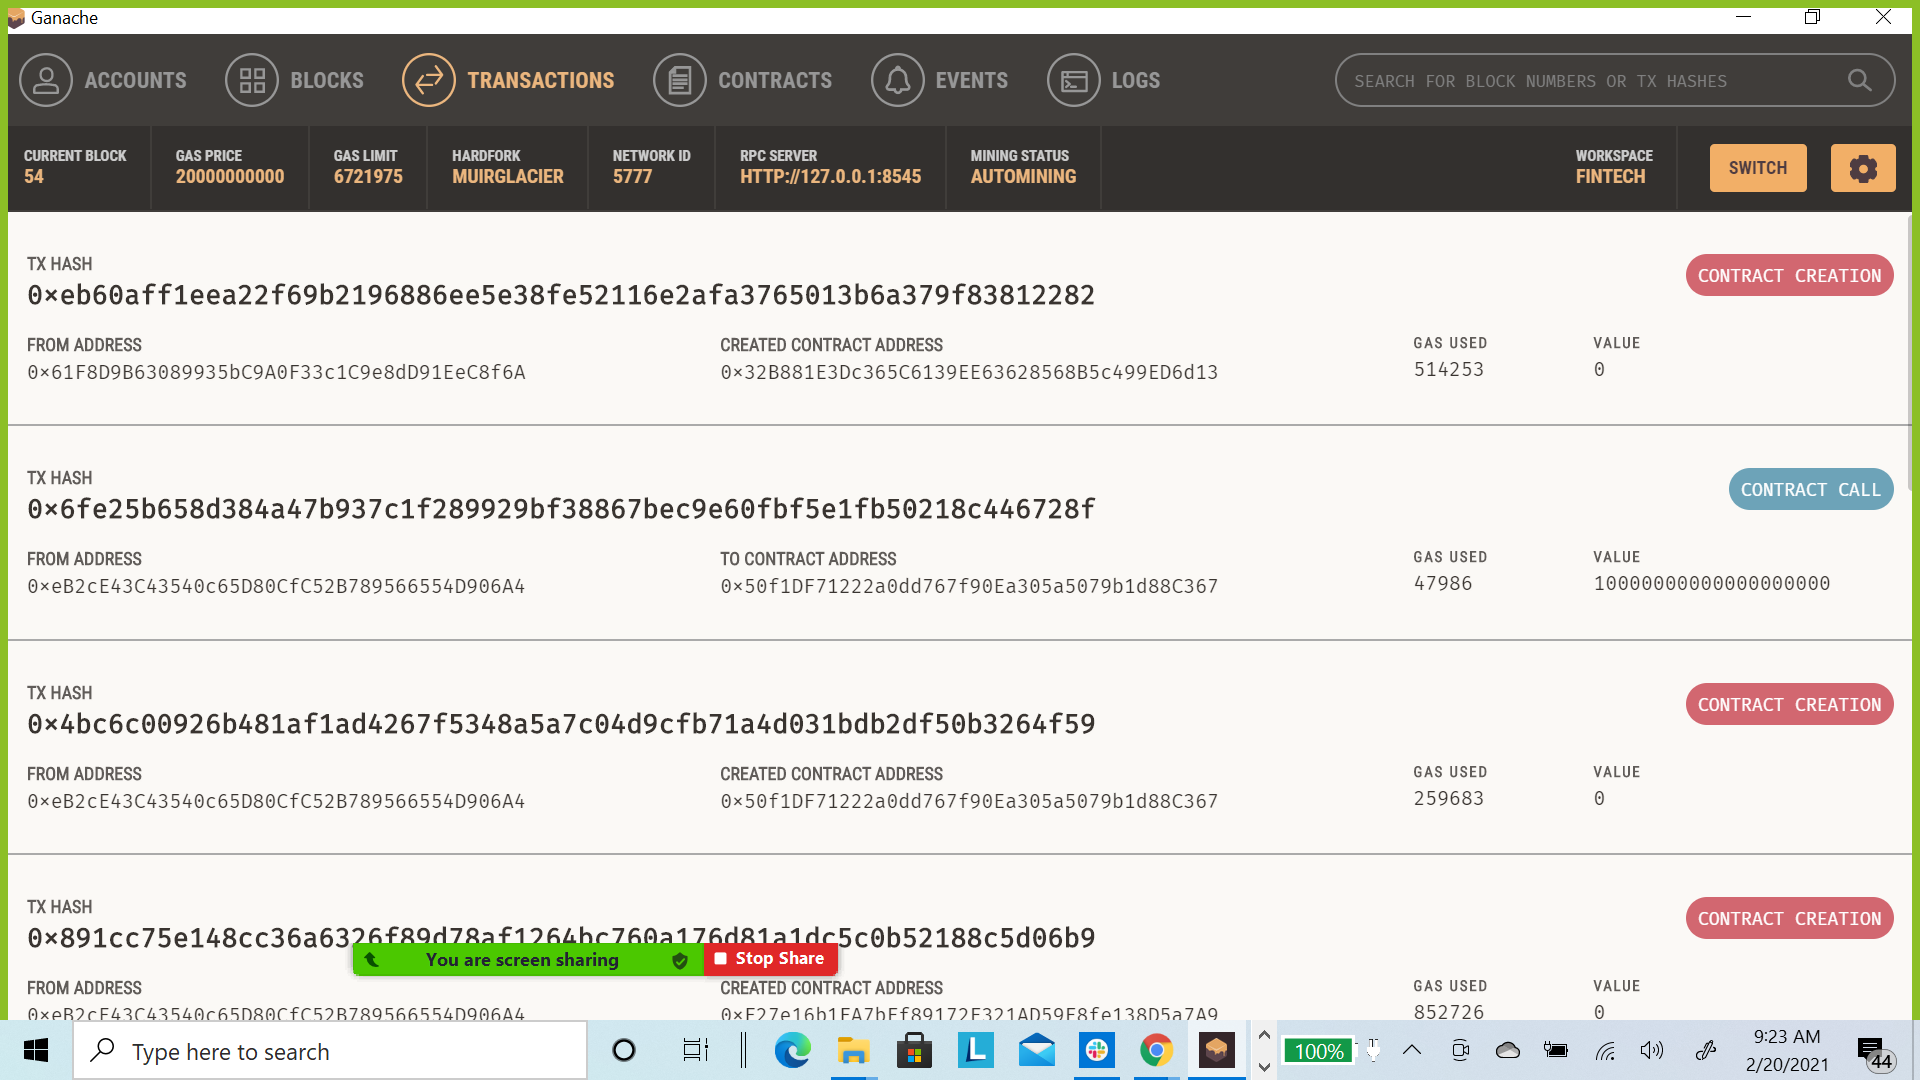 Ganache
ACCOUNTS BLOCKS TRANSACTIONS CONTRACTS EVENTS LOGS SEARCH FOR BLOCK NUMBERS OR TX HASHES
CURRENT BLOCK GAS PRICE GAS LIMIT HARDFORK NETWORK ID RPC SERVER MINING STATUS WORKSPACE SWITCH
54 20000000000 6721975 MUIRGLACIER 5777 HTTP://127.0.0.1:8545 AUTOMINING FINTECH
TX HASH CONTRACT CREATION
0×eb60aff1eea22f69b2196886ee5e38fe52116e2afa3765013b6a379f83812282
FROM ADDRESS CREATED CONTRACT ADDRESS GAS USED VALUE
0×61F8D9B63089935bC9A0F33c1C9e8dD91EeC8f6A 0×32B881E3Dc365C6139EE63628568B5c499ED6d13 514253 0
TX HASH CONTRACT CALL
0×6fe25b658d384a47b937c1f289929bf38867bec9e60fbf5e1fb50218c446728f
FROM ADDRESS TO CONTRACT ADDRESS GAS USED VALUE
0×eB2cE43C43540c65D80CfC52B789566554D906A4 0×50f1DF71222a0dd767f90Ea305a5079b1d88C367 47986 10000000000000000000
TX HASH CONTRACT CREATION
0×4bc6c00926b481af1ad4267f5348a5a7c04d9cfb71a4d031bdb2df50b3264f59
FROM ADDRESS CREATED CONTRACT ADDRESS GAS USED VALUE
0×eB2cE43C43540c65D80CfC52B789566554D906A4 0×50f1DF71222a0dd767f90Ea305a5079b1d88C367 259683 0
TX HASH CONTRACT CREATION
0×891cc75e148cc36a6326f89d78af1264bc760a176d81a1dc5c0b52188c5d06b9
You are screen sharing Stop Share
FROM ADDRESS CREATED CONTRACT ADDRESS GAS USED VALUE
0×eB2cE43C43540c65D80CfC52B789566554D906A4 852726 0
Type here to search 100% 9:23 AM
2/20/2021 44